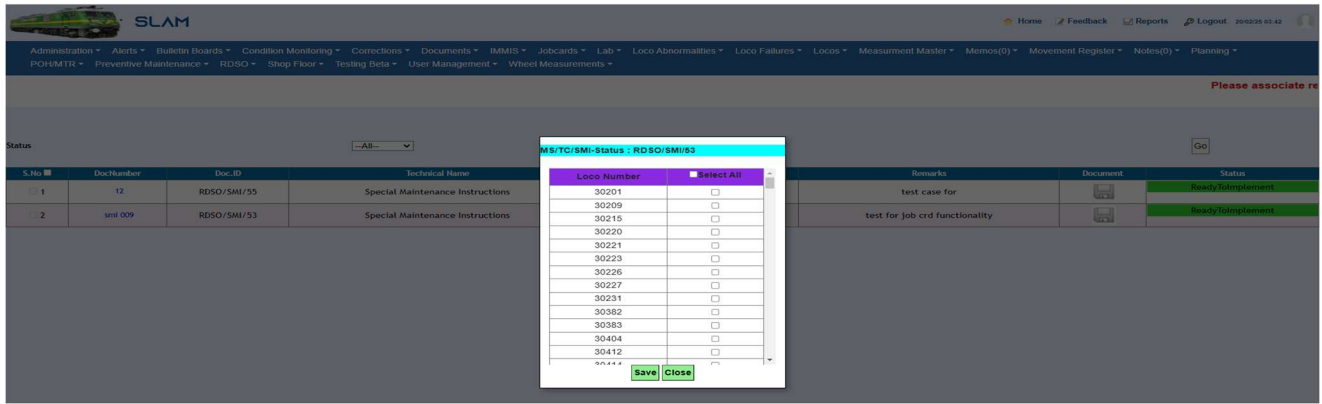 SLAM
Home Feedback Reports Logout 20/02/25 03:42
Administration Alerts Bulletin Boards Condition Monitoring Corrections Documents IMMIS Jobcards Lab Loco Abnormalities Loco Failures Locos Measurment Master Memos(0) Movement Register Notes(0) Planning
POH/MTR Preventive Maintenance RDSO Shop Floor Testing Beta User Management Wheel Measurements
Please associate re
Status --All-- Go
S.No DocNumber Doc.ID Technical Name Remarks Document Status
1 12 RDSO/SMI/55 Special Maintenance Instructions test case for ReadyToImplement
2 smi 009 RDSO/SMI/53 Special Maintenance Instructions test for job crd functionality ReadyToImplement
MS/TC/SMI-Status : RDSO/SMI/53
Loco Number Select All
30201
30209
30215
30220
30221
30223
30226
30227
30231
30382
30383
30404
30412
30414
Save Close